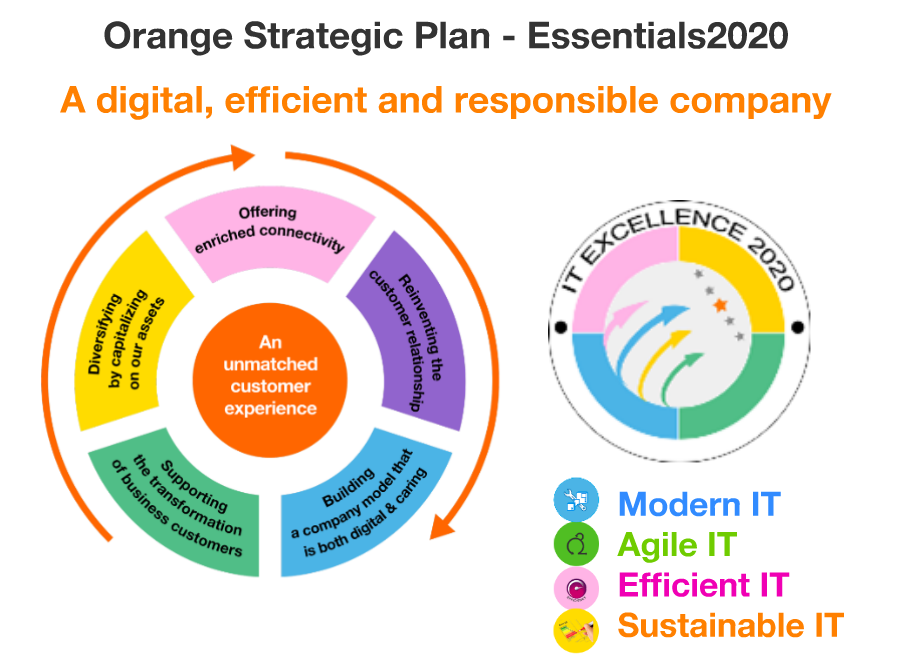 Orange Strategic Plan - Essentials2020
A digital, efficient and responsible company
Offering
enriched connectivity
Reinventing the
customer relationship
Building
a company model that
is both digital & caring
Supporting
the transformation
of business customers
Diversifying
by capitalizing
on our assets
An
unmatched
customer
experience
IT EXCELLENCE 2020
Modern IT
Agile IT
Efficient IT
Sustainable IT